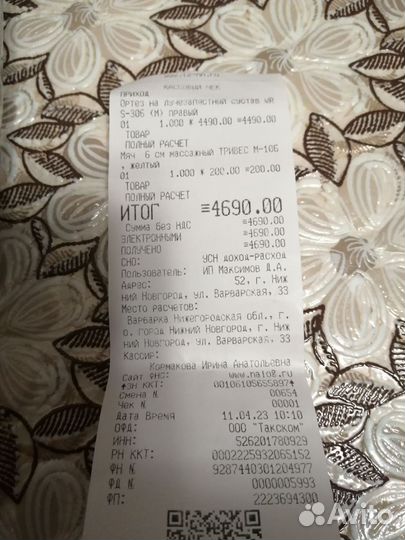 КАССОВЫЙ ЧЕК
ПРИХОД
Ортез на лучезапястный сустав WR
S-306 (M) правый
01 1.000 * 4490.00 =4490.00
ТОВАР
ПОЛНЫЙ РАСЧЕТ
Мяч 6 см массажный ТРИВЕС М-106
, желтый
01 1.000 * 200.00 =200.00
ТОВАР
ПОЛНЫЙ РАСЧЕТ
ИТОГ =4690.00
Сумма без НДС =4690.00
ЭЛЕКТРОННЫМИ =4690.00
ПОЛУЧЕНО =4690.00
СНО: УСН доход-расход
Пользователь: ИП Максимов Д.А.
Адрес: 52, г. Ниж
ний Новгород, ул. Варварская, 33
Место расчетов:
Варварка Нижегородская обл., г.
о. город Нижний Новгород, г. Ниж
ний Новгород, ул. Варварская, 33
Кассир:
Кормакова Ирина Анатольевна
Сайт ФНС: www.nalog.ru
ЗН ККТ: 00106105655897
Смена N 00654
Чек N 00001
Дата Время 11.04.23 10:10
ОФД: ООО "Такском"
ИНН: 526201780929
РН ККТ: 0002225932065152
ФН N 9287440301204977
ФД N 0000005993
ФП: 2223694300
Avito